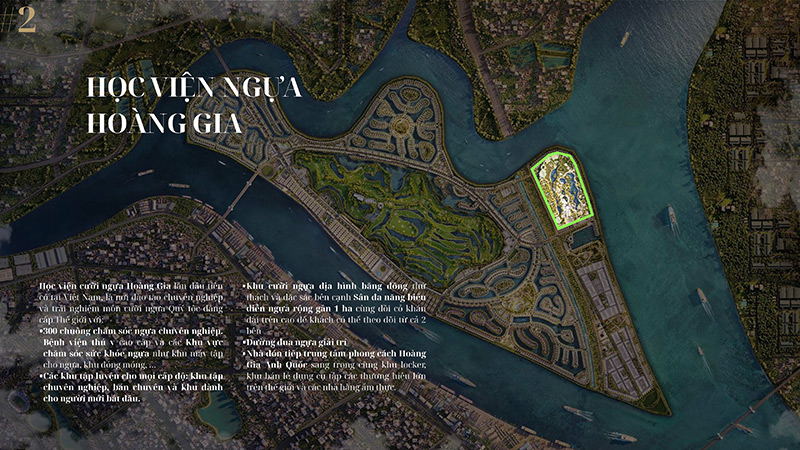 #2
HỌC VIỆN NGỰA
HOÀNG GIA
Học viện cưỡi ngựa Hoàng Gia lần đầu tiên
có tại Việt Nam, là nơi đào tạo chuyên nghiệp
và trải nghiệm môn cưỡi ngựa Quý tộc đẳng
cấp Thế giới với:
•300 chuồng chăm sóc ngựa chuyên nghiệp.
Bệnh viện thú y cao cấp và các Khu vực
chăm sóc sức khỏe ngựa như khu máy tập
cho ngựa, khu đóng móng, ...
•Các khu tập luyện cho mọi cấp độ: khu tập
chuyên nghiệp, bán chuyên và khu dành
cho người mới bắt đầu.
•Khu cưỡi ngựa địa hình băng đồng thử
thách và đặc sắc bên cạnh Sân đa năng biểu
diễn ngựa rộng gần 1 ha cùng đồi có khán
đài trên cao để khách có thể theo dõi từ cả 2
bên
•Đường đua ngựa giải trí
•Nhà đón tiếp trung tâm phong cách Hoàng
Gia Anh Quốc sang trọng cùng khu locker,
khu bán lẻ dụng cụ tập các thương hiệu lớn
trên thế giới và các nhà hàng ẩm thực.